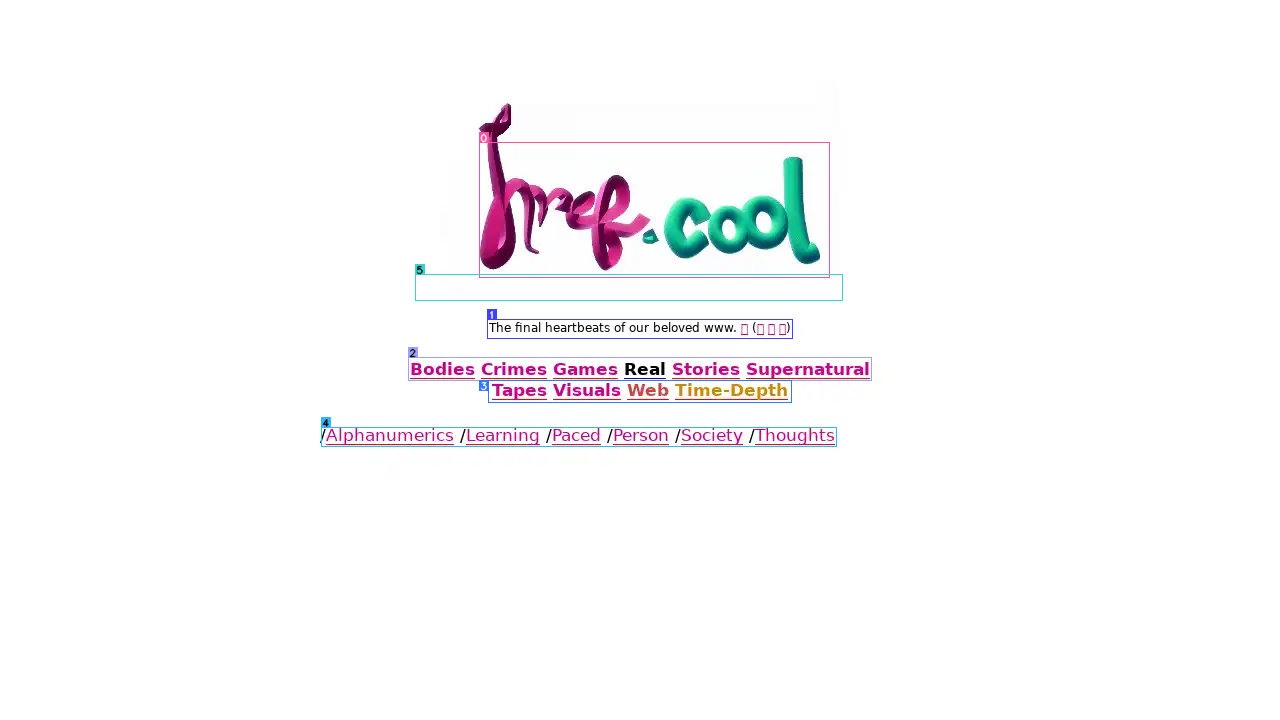 href.cool
The final heartbeats of our beloved www. ( )
Bodies Crimes Games Real Stories Supernatural
Tapes Visuals Web Time-Depth
/Alphanumerics /Learning /Paced /Person /Society /Thoughts